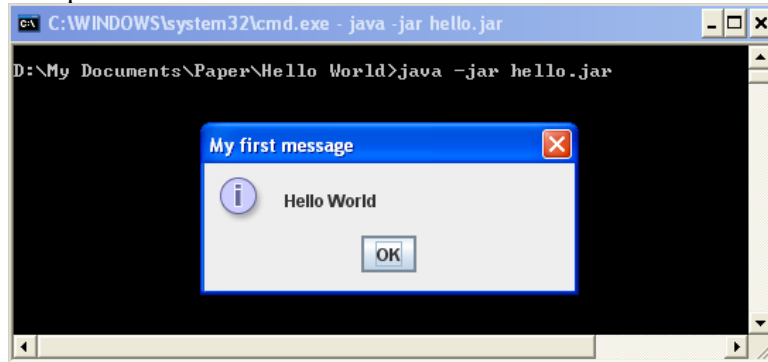 C:\WINDOWS\system32\cmd.exe - java -jar hello.jar
D:\My Documents\Paper\Hello World>java -jar hello.jar
My first message
Hello World
OK